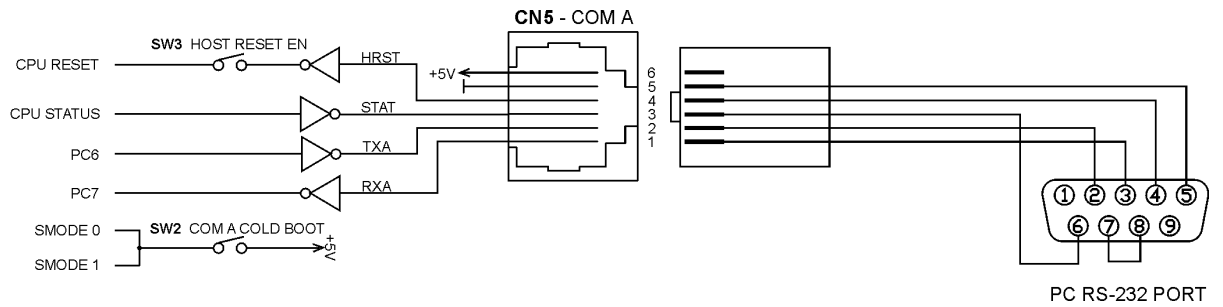 CN5 - COM A
SW3 HOST RESET EN
CPU RESET
HRST
+5V
6
5
4
3
2
1
CPU STATUS
STAT
PC6
TXA
PC7
RXA
SMODE 0
SW2 COM A COLD BOOT
+5V
SMODE 1
1 2 3 4 5
6 7 8 9
PC RS-232 PORT